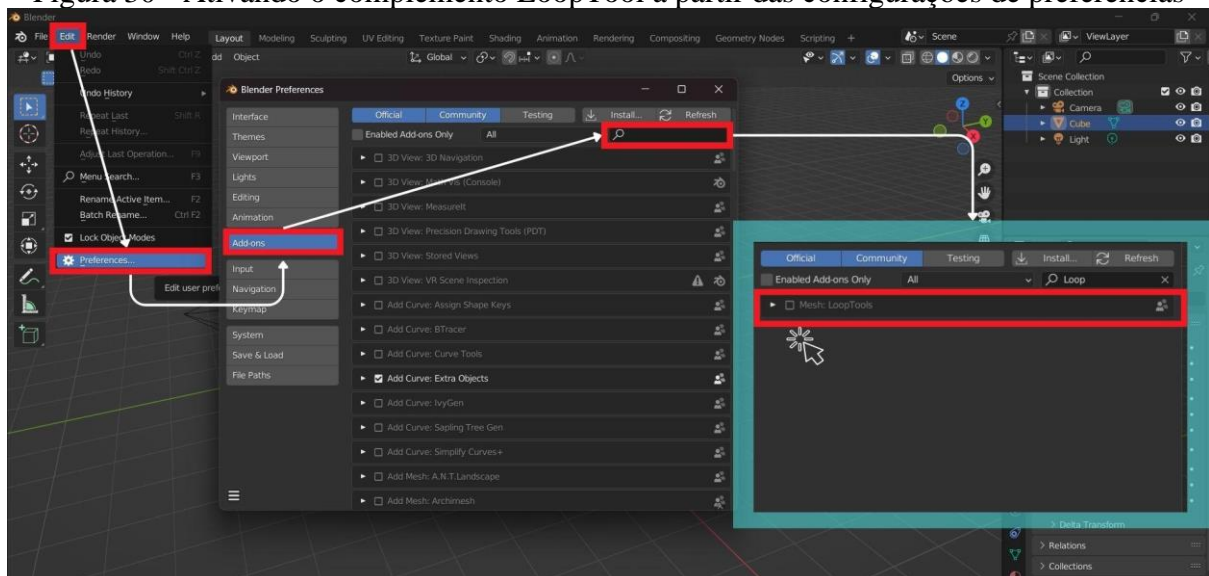 Figura 30 - Ativando o complemento LoopTool a partir das configurações de preferências
Blender
File Edit Render Window Help Layout Modeling Sculpting UV Editing Texture Paint Shading Animation Rendering Compositing Geometry Nodes Scripting + Scene ViewLayer
Undo Ctrl Z
Redo Shift Ctrl Z
Undo History
Repeat Last Shift R
Repeat History...
Adjust Last Operation... F9
Menu Search... F3
Rename Active Item... F2
Batch Rename... Ctrl F2
Lock Object Modes
Preferences...
Edit user pref
dd Object
Global
Options
Blender Preferences
Interface
Themes
Viewport
Lights
Editing
Animation
Add-ons
Input
Navigation
Keymap
System
Save & Load
File Paths
Official Community Testing Install... Refresh
Enabled Add-ons Only All
3D View: 3D Navigation
3D View: Math Vis (Console)
3D View: MeasureIt
3D View: Precision Drawing Tools (PDT)
3D View: Stored Views
3D View: VR Scene Inspection
Add Curve: Assign Shape Keys
Add Curve: BTracer
Add Curve: Curve Tools
Add Curve: Extra Objects
Add Curve: IvyGen
Add Curve: Sapling Tree Gen
Add Curve: Simplify Curves+
Add Mesh: A.N.T.Landscape
Add Mesh: Archimesh
Z
Y
X
Scene Collection
Collection
Camera
Cube
Light
Official Community Testing Install... Refresh
Enabled Add-ons Only All Loop
Mesh: LoopTools
Delta Transform
Relations
Collections